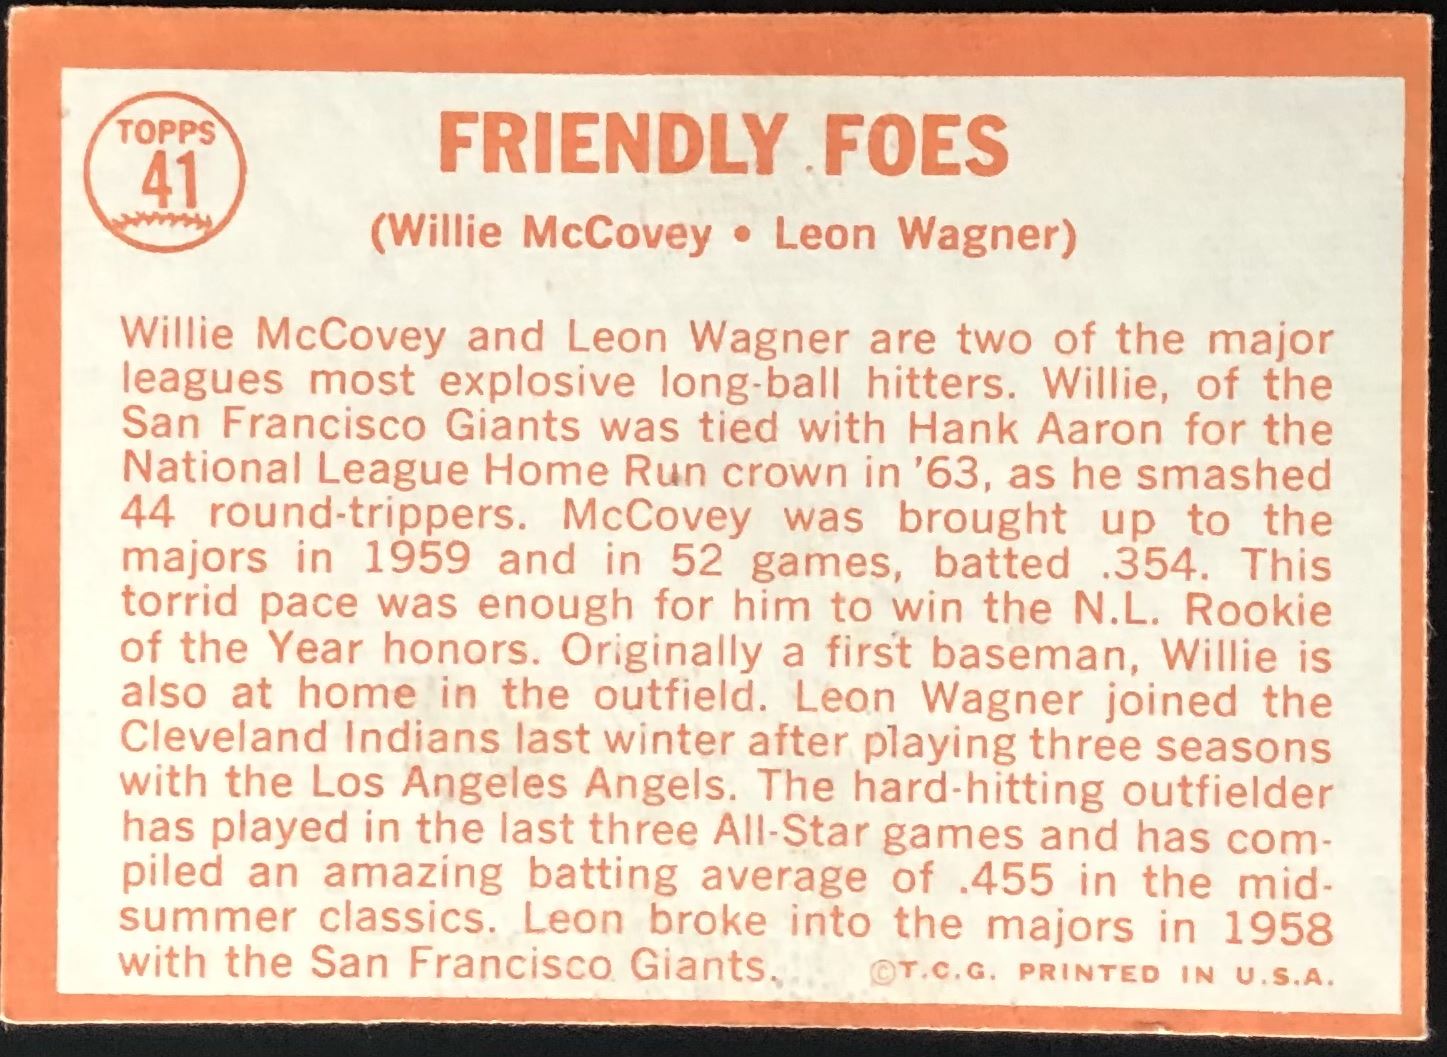 TOPPS
41
FRIENDLY FOES
(Willie McCovey • Leon Wagner)
Willie McCovey and Leon Wagner are two of the major
leagues most explosive long-ball hitters. Willie, of the
San Francisco Giants was tied with Hank Aaron for the
National League Home Run crown in '63, as he smashed
44 round-trippers. McCovey was brought up to the
majors in 1959 and in 52 games, batted .354. This
torrid pace was enough for him to win the N.L. Rookie
of the Year honors. Originally a first baseman, Willie is
also at home in the outfield. Leon Wagner joined the
Cleveland Indians last winter after playing three seasons
with the Los Angeles Angels. The hard-hitting outfielder
has played in the last three All-Star games and has com-
piled an amazing batting average of .455 in the mid-
summer classics. Leon broke into the majors in 1958
with the San Francisco Giants.
©T.C.G. PRINTED IN U.S.A.